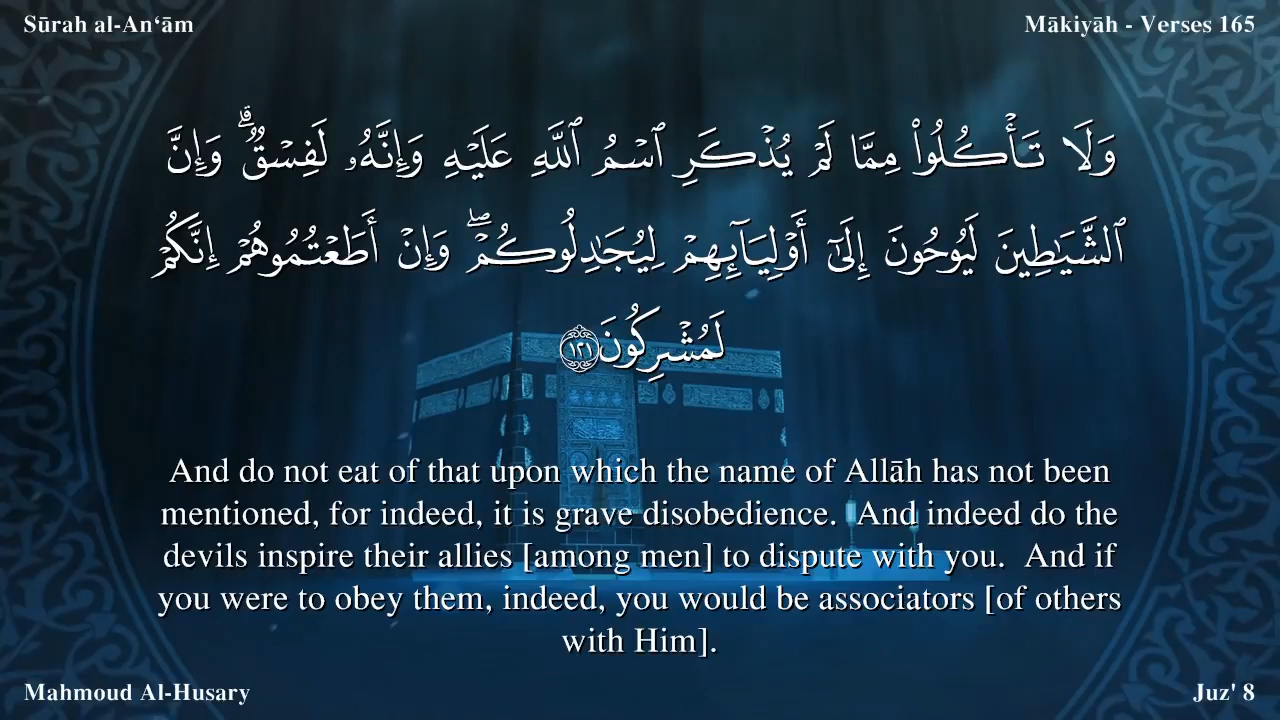 Sūrah al-An‘ām
Mākiyāh - Verses 165
وَلَا تَأۡكُلُواْ مِمَّا لَمۡ يُذۡكَرِ ٱسۡمُ ٱللَّهِ عَلَيۡهِ وَإِنَّهُۥ لَفِسۡقٞۗ وَإِنَّ
ٱلشَّيَٰطِينَ لَيُوحُونَ إِلَىٰٓ أَوۡلِيَآئِهِمۡ لِيُجَٰدِلُوكُمۡۖ وَإِنۡ أَطَعۡتُمُوهُمۡ إِنَّكُمۡ
لَمُشۡرِكُونَ ١٢١
And do not eat of that upon which the name of Allāh has not been
mentioned, for indeed, it is grave disobedience.  And indeed do the
devils inspire their allies [among men] to dispute with you.  And if
you were to obey them, indeed, you would be associators [of others
with Him].
Mahmoud Al-Husary
Juz' 8